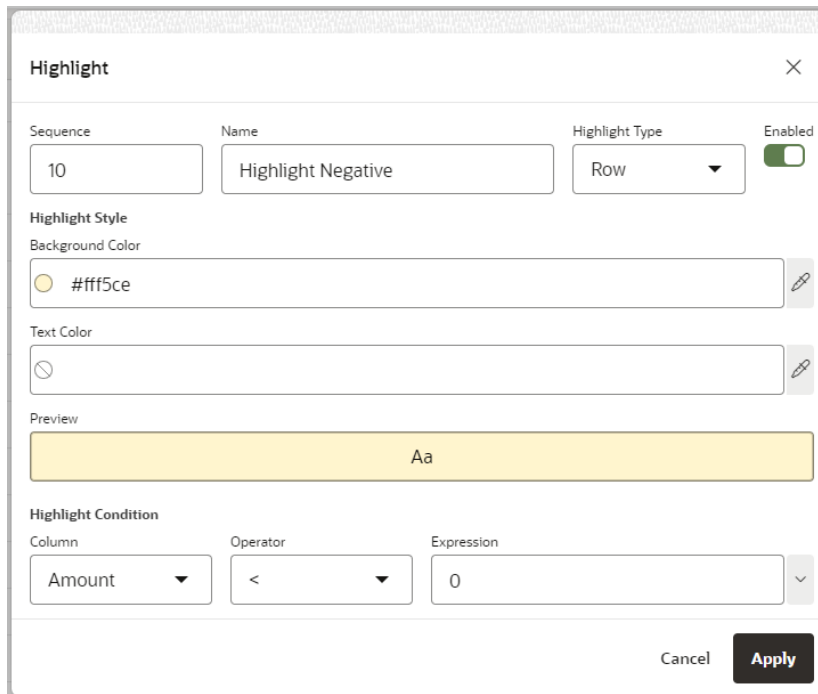 Highlight
Sequence Name Highlight Type Enabled
10 Highlight Negative Row
Highlight Style
Background Color
#fff5ce
Text Color
Preview
Aa
Highlight Condition
Column Operator Expression
Amount < 0
Cancel Apply